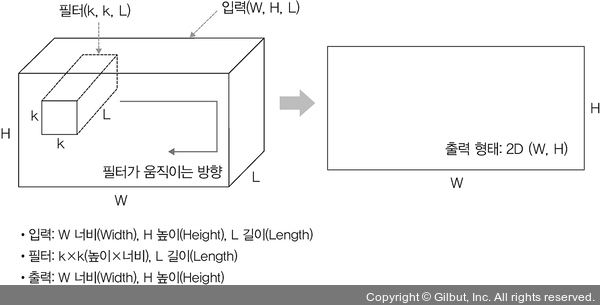 필터(k, k, L)
입력(W, H, L)
k
k
L
H
필터가 움직이는 방향
L
W
H
출력 형태: 2D (W, H)
W
• 입력: W 너비(Width), H 높이(Height), L 길이(Length)
• 필터: k×k(높이×너비), L 길이(Length)
• 출력: W 너비(Width), H 높이(Height)
Copyright © Gilbut, Inc. All rights reserved.